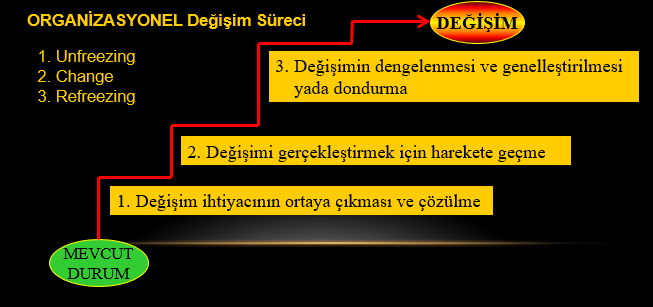 ORGANİZASYONEL Değişim Süreci
1. Unfreezing
2. Change
3. Refreezing
DEĞİŞİM
3. Değişimin dengelenmesi ve genelleştirilmesi
yada dondurma
2. Değişimi gerçekleştirmek için harekete geçme
1. Değişim ihtiyacının ortaya çıkması ve çözülme
MEVCUT
DURUM